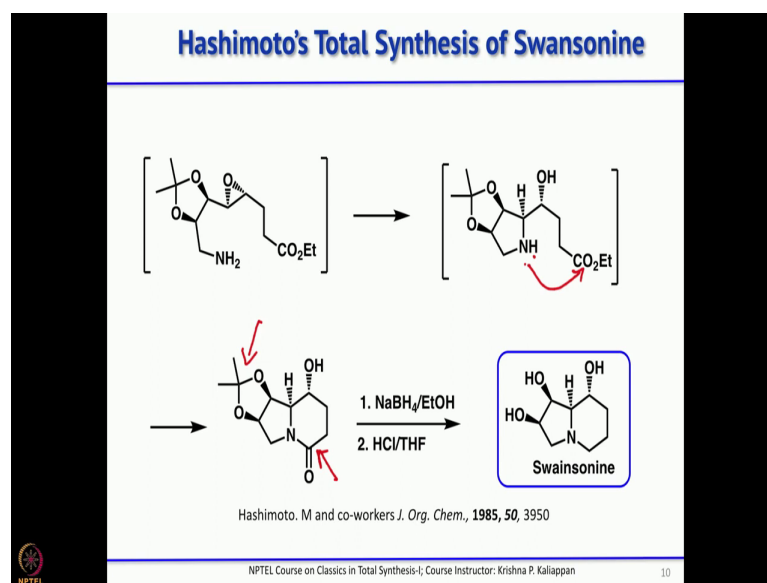 Hashimoto's Total Synthesis of Swansonine
O
O
O
NH2
CO2Et
O
O
H
OH
NH
CO2Et
O
O
H
OH
N
O
1. NaBH4/EtOH
2. HCl/THF
HO
HO
H
OH
N
Swainsonine
Hashimoto. M and co-workers J. Org. Chem., 1985, 50, 3950
NPTEL
NPTEL Course on Classics in Total Synthesis-I; Course Instructor: Krishna P. Kaliappan
10